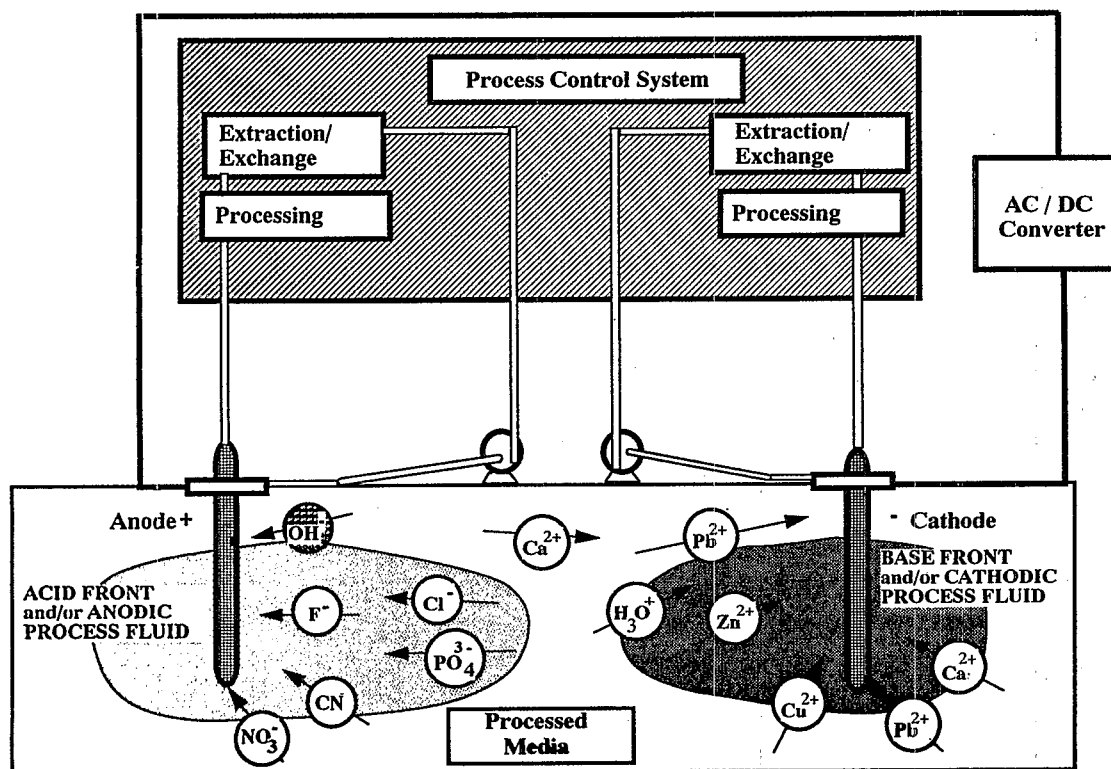 Process Control System
Extraction/
Exchange
Processing
Extraction/
Exchange
Processing
AC / DC
Converter
Anode+
- Cathode
OH-
Ca2+
Pb2+
ACID FRONT
and/or ANODIC
PROCESS FLUID
BASE FRONT
and/or CATHODIC
PROCESS FLUID
F-
Cl-
PO43-
H3O+
Zn2+
CN-
NO3-
Cu2+
Ca2+
Pb2+
Processed
Media